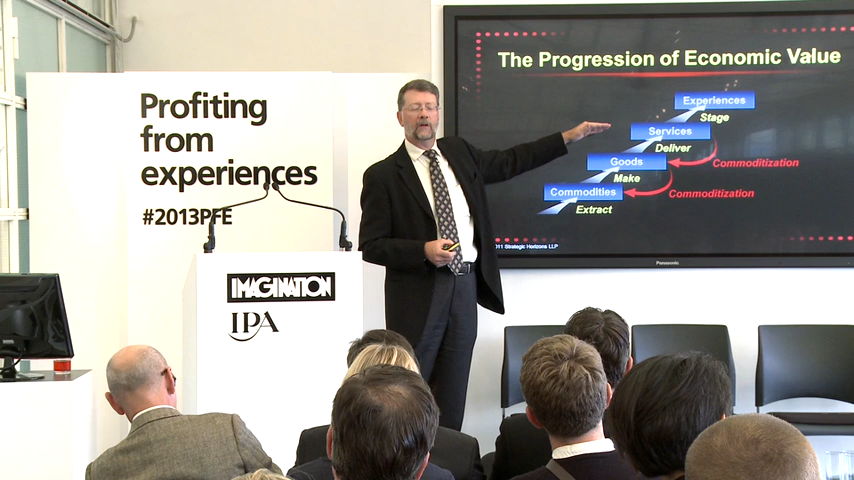 Profiting
from
experiences
#2013PFE
IMAGINATION
IPA
The Progression of Economic Value
Experiences
Stage
Services
Deliver
Goods
Commoditization
Make
Commodities
Commoditization
Extract
011 Strategic Horizons LLP
Panasonic